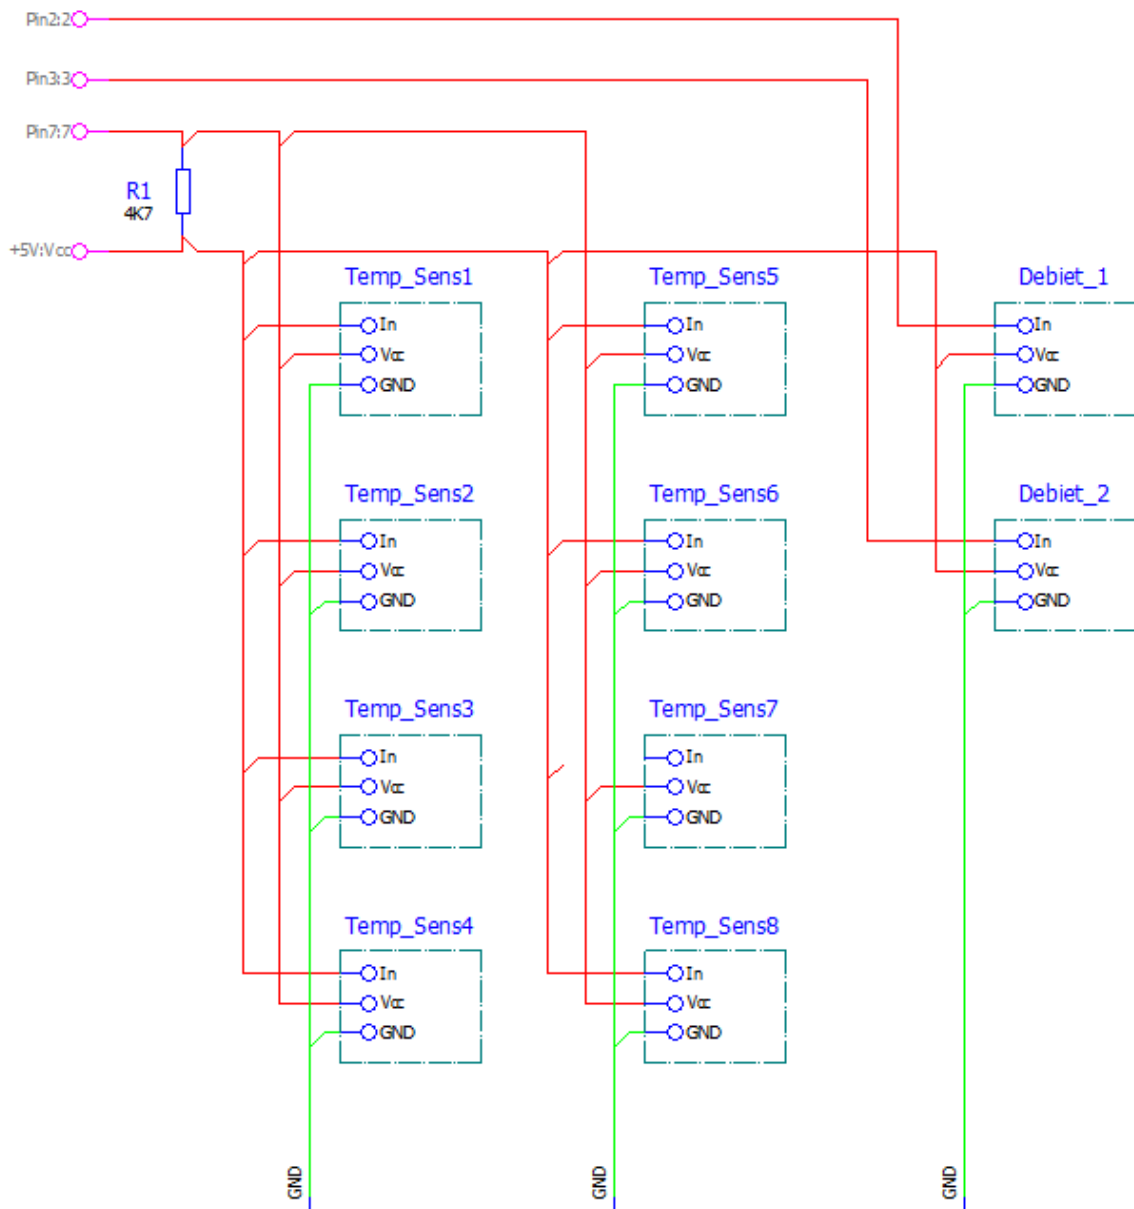 Pin2:2
Pin3:3
Pin7:7
R1
4K7
+5V:Vcc
Temp_Sens1
In
Vcc
GND
Temp_Sens5
In
Vcc
GND
Debiet_1
In
Vcc
GND
Temp_Sens2
In
Vcc
GND
Temp_Sens6
In
Vcc
GND
Debiet_2
In
Vcc
GND
Temp_Sens3
In
Vcc
GND
Temp_Sens7
In
Vcc
GND
Temp_Sens4
In
Vcc
GND
Temp_Sens8
In
Vcc
GND
GND
GND
GND